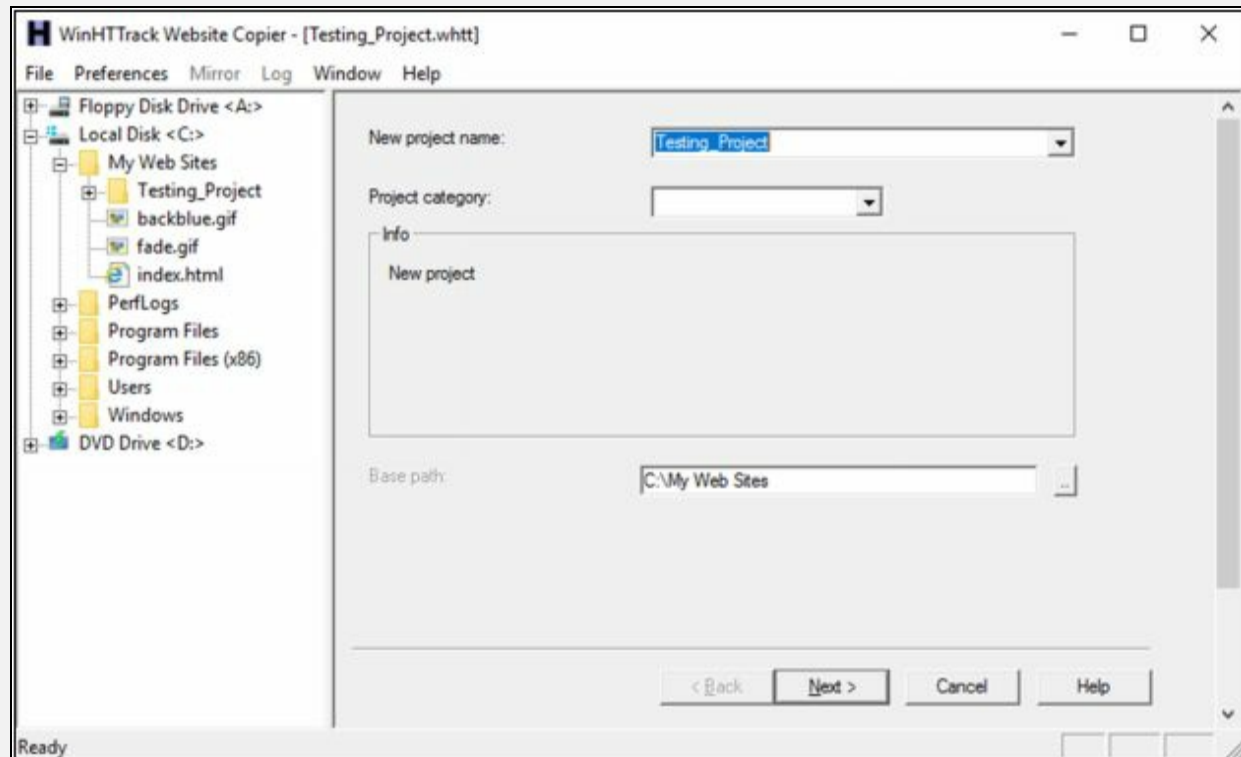 WinHTTrack Website Copier - [Testing_Project.whtt]
File Preferences Mirror Log Window Help
Floppy Disk Drive <A:>
Local Disk <C:>
My Web Sites
Testing_Project
backblue.gif
fade.gif
index.html
PerfLogs
Program Files
Program Files (x86)
Users
Windows
DVD Drive <D:>
New project name:
Testing_Project
Project category:
Info
New project
Base path:
C:\My Web Sites
..
< Back
Next >
Cancel
Help
Ready